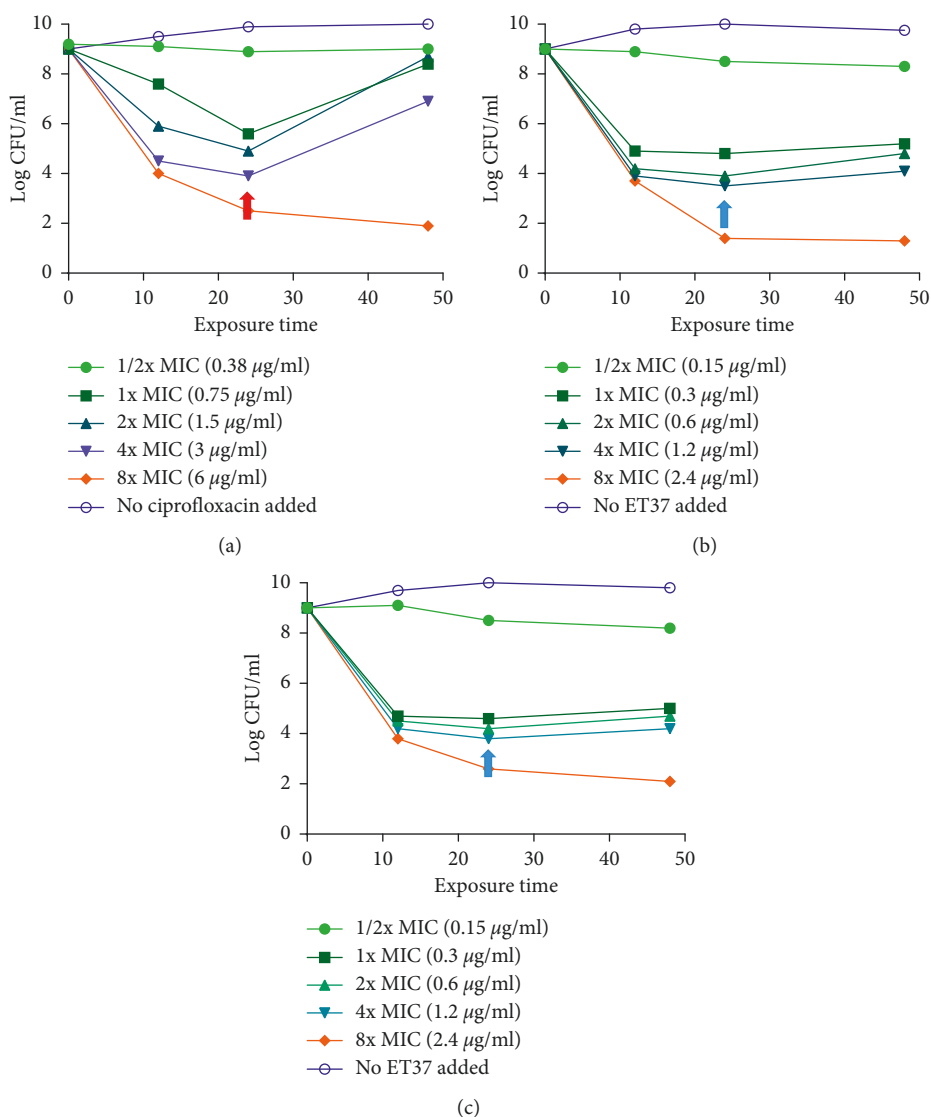 10
8
6
4
2
0
Log CFU/ml
0 10 20 30 40 50
Exposure time
1/2x MIC (0.38 µg/ml)
1x MIC (0.75 µg/ml)
2x MIC (1.5 µg/ml)
4x MIC (3 µg/ml)
8x MIC (6 µg/ml)
No ciprofloxacin added
(a)
10
8
6
4
2
0
Log CFU/ml
0 10 20 30 40 50
Exposure time
1/2x MIC (0.15 µg/ml)
1x MIC (0.3 µg/ml)
2x MIC (0.6 µg/ml)
4x MIC (1.2 µg/ml)
8x MIC (2.4 µg/ml)
No ET37 added
(b)
10
8
6
4
2
0
Log CFU/ml
0 10 20 30 40 50
Exposure time
1/2x MIC (0.15 µg/ml)
1x MIC (0.3 µg/ml)
2x MIC (0.6 µg/ml)
4x MIC (1.2 µg/ml)
8x MIC (2.4 µg/ml)
No ET37 added
(c)